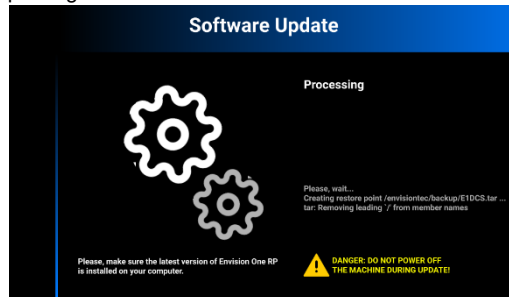 Software Update
Processing
Please, wait...
Creating restore point /envisiontec/backup/E1DCS.tar ...
tar: Removing leading `/' from member names
Please, make sure the latest version of Envision One RP
is installed on your computer.
DANGER: DO NOT POWER OFF
THE MACHINE DURING UPDATE!